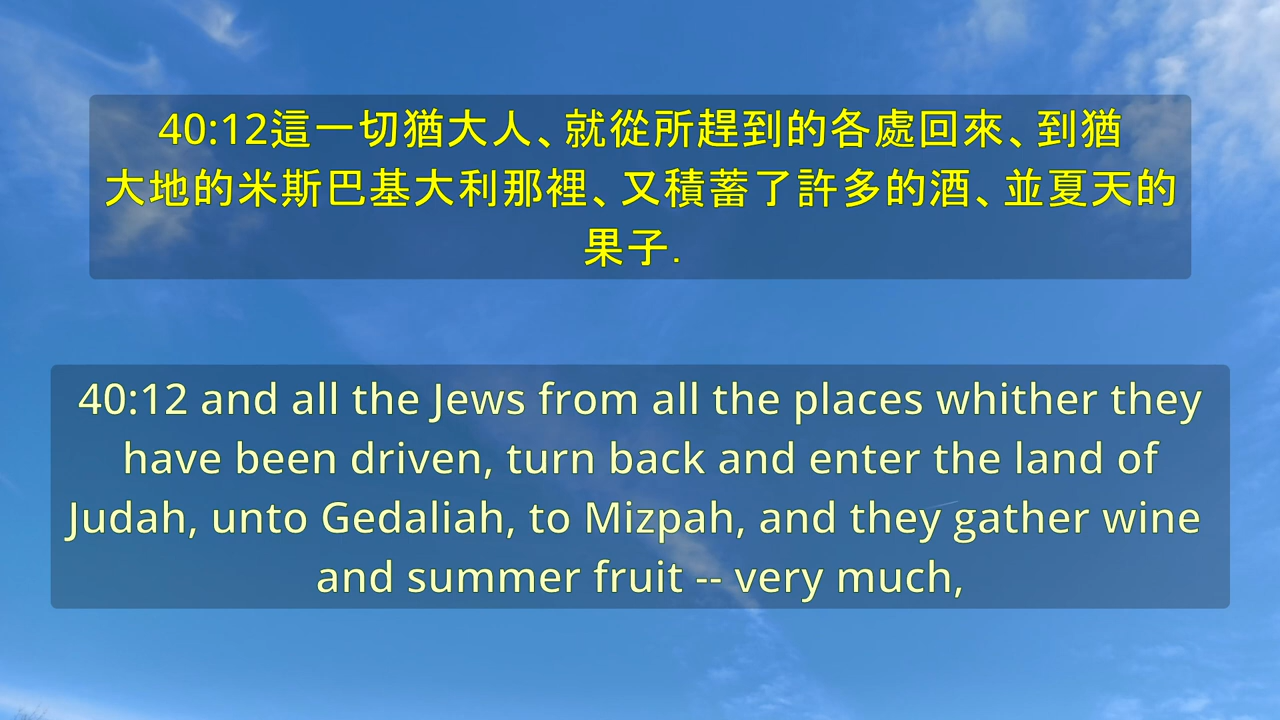 40:12這一切猶大人、就從所趕到的各處回來、到猶
大地的米斯巴基大利那裡、又積蓄了許多的酒、並夏天的
果子.
40:12 and all the Jews from all the places whither they
have been driven, turn back and enter the land of
Judah, unto Gedaliah, to Mizpah, and they gather wine
and summer fruit -- very much,